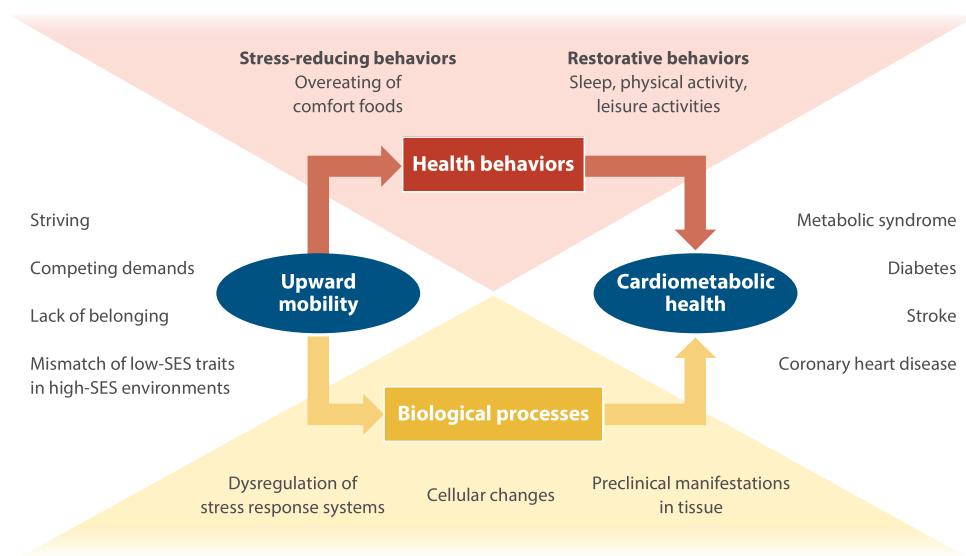 Stress-reducing behaviors
Overeating of
comfort foods
Restorative behaviors
Sleep, physical activity,
leisure activities
Health behaviors
Striving
Competing demands
Lack of belonging
Mismatch of low-SES traits
in high-SES environments
Upward
mobility
Cardiometabolic
health
Metabolic syndrome
Diabetes
Stroke
Coronary heart disease
Biological processes
Dysregulation of
stress response systems
Cellular changes
Preclinical manifestations
in tissue